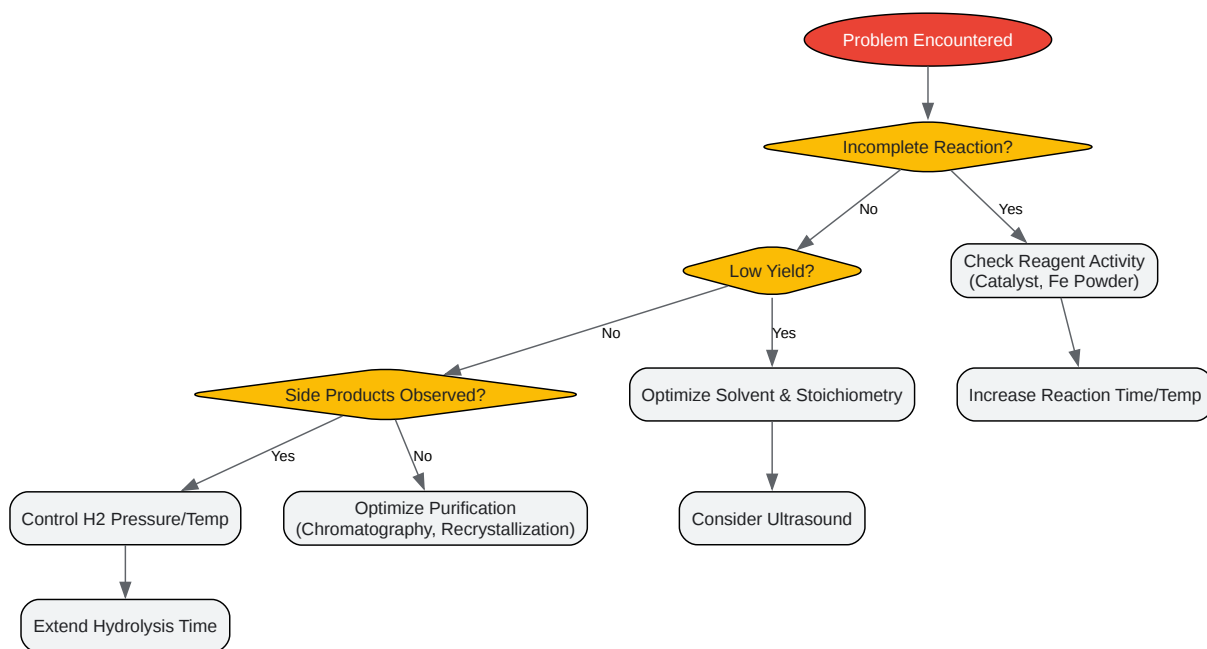 Problem Encountered
Incomplete Reaction?
No
Yes
Low Yield?
Check Reagent Activity
(Catalyst, Fe Powder)
No
Yes
Side Products Observed?
Optimize Solvent & Stoichiometry
Increase Reaction Time/Temp
Yes
No
Control H2 Pressure/Temp
Optimize Purification
(Chromatography, Recrystallization)
Consider Ultrasound
Extend Hydrolysis Time